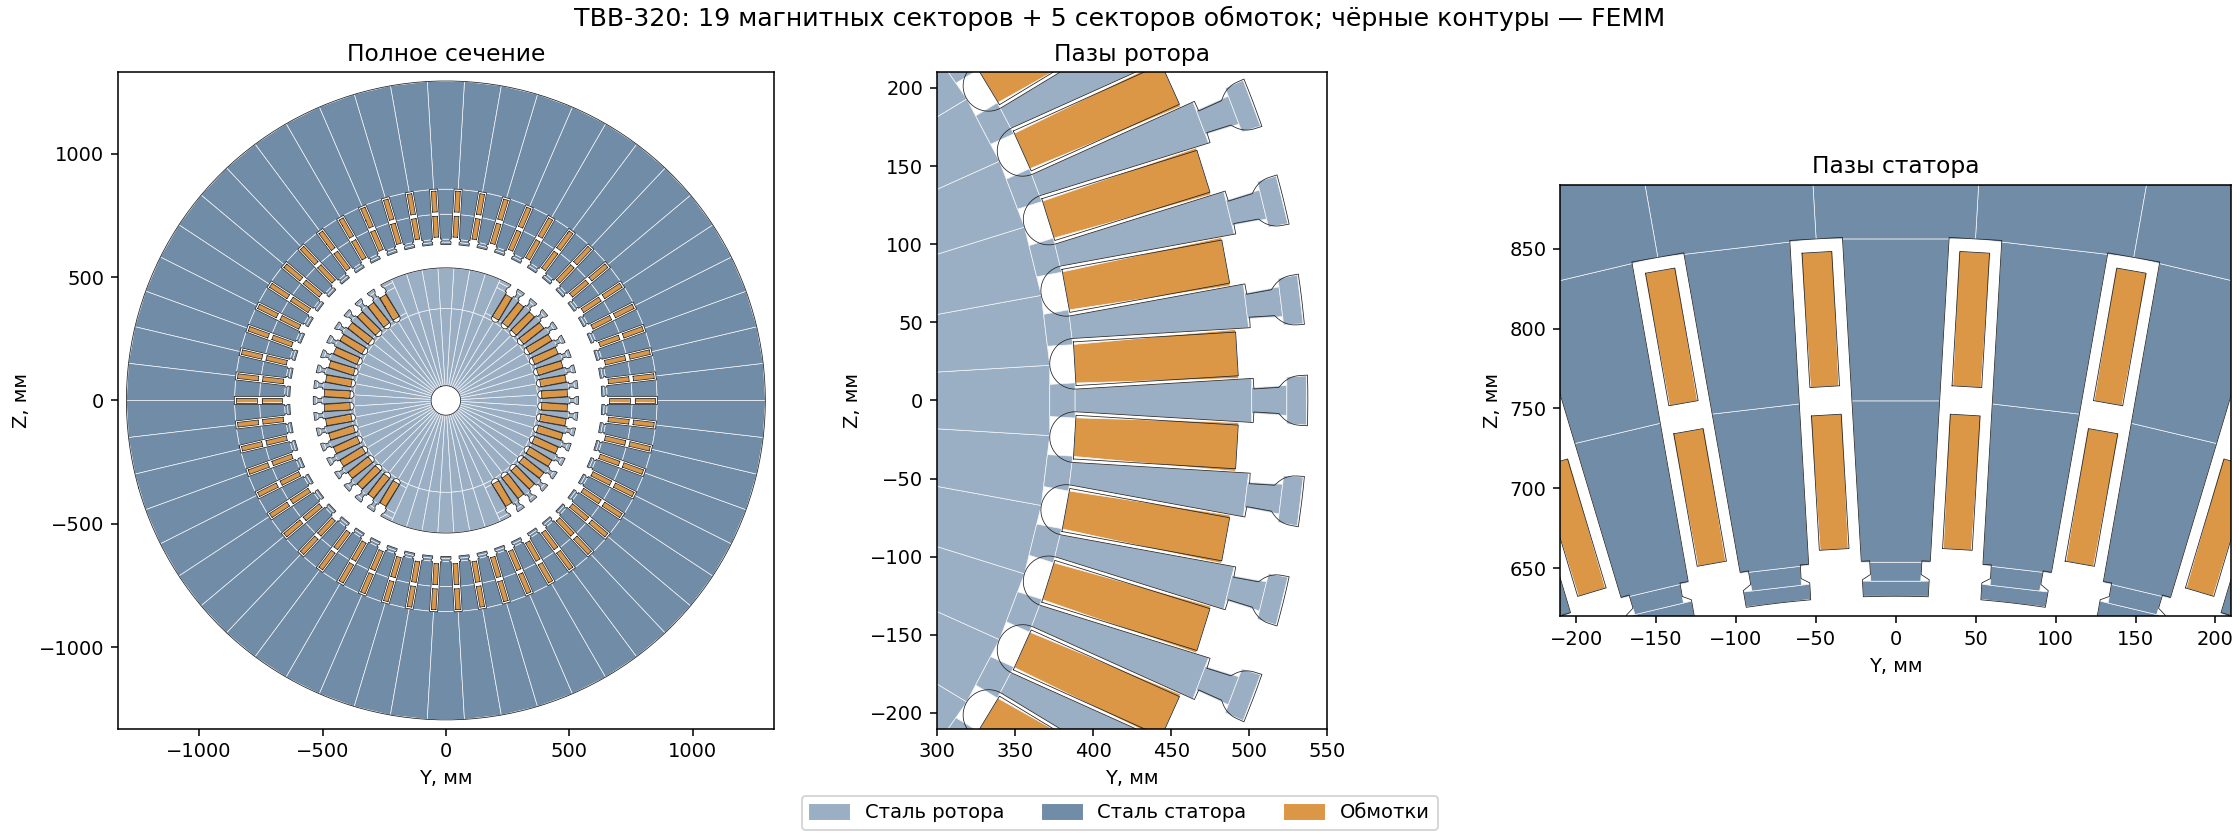 ТВВ-320: 19 магнитных секторов + 5 секторов обмоток; чёрные контуры — FEMM
Полное сечение
1000
500
0
−500
−1000
Z, мм
−1000 −500 0 500 1000
Y, мм
Пазы ротора
200
150
100
50
0
−50
−100
−150
−200
Z, мм
300 350 400 450 500 550
Y, мм
Пазы статора
850
800
750
700
650
Z, мм
−200 −150 −100 −50 0 50 100 150 200
Y, мм
Сталь ротора Сталь статора Обмотки